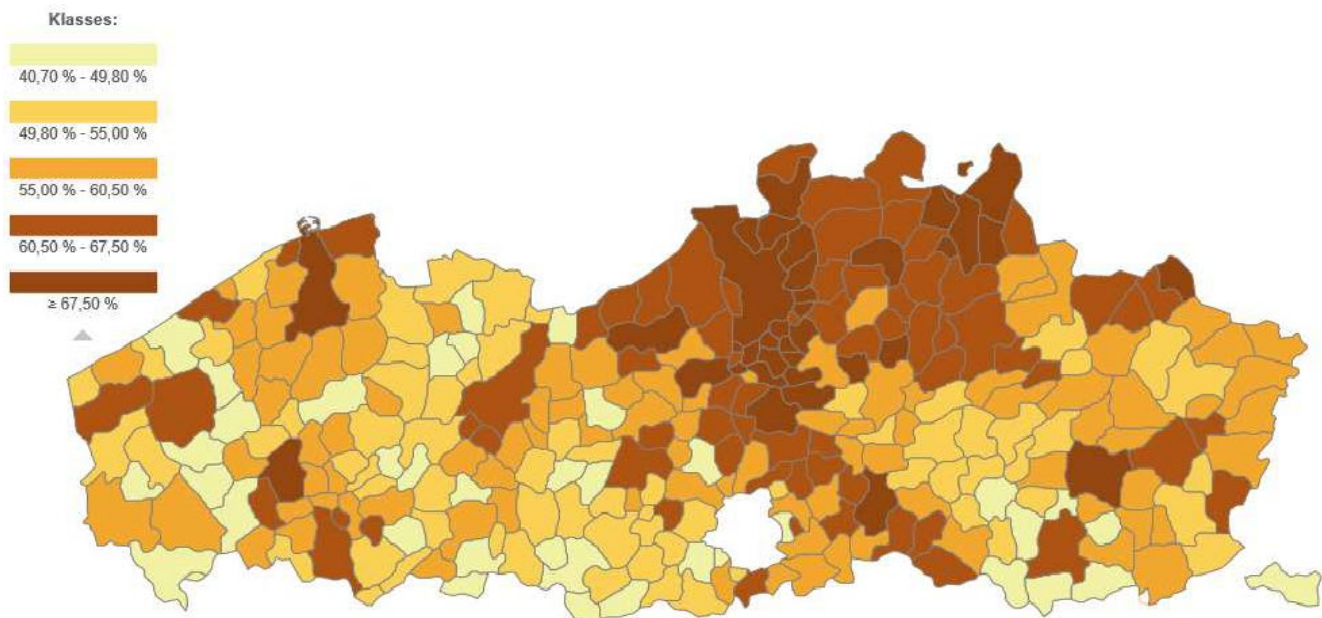 Klasses:
40,70 % - 49,80 %
49,80 % - 55,00 %
55,00 % - 60,50 %
60,50 % - 67,50 %
≥ 67,50 %